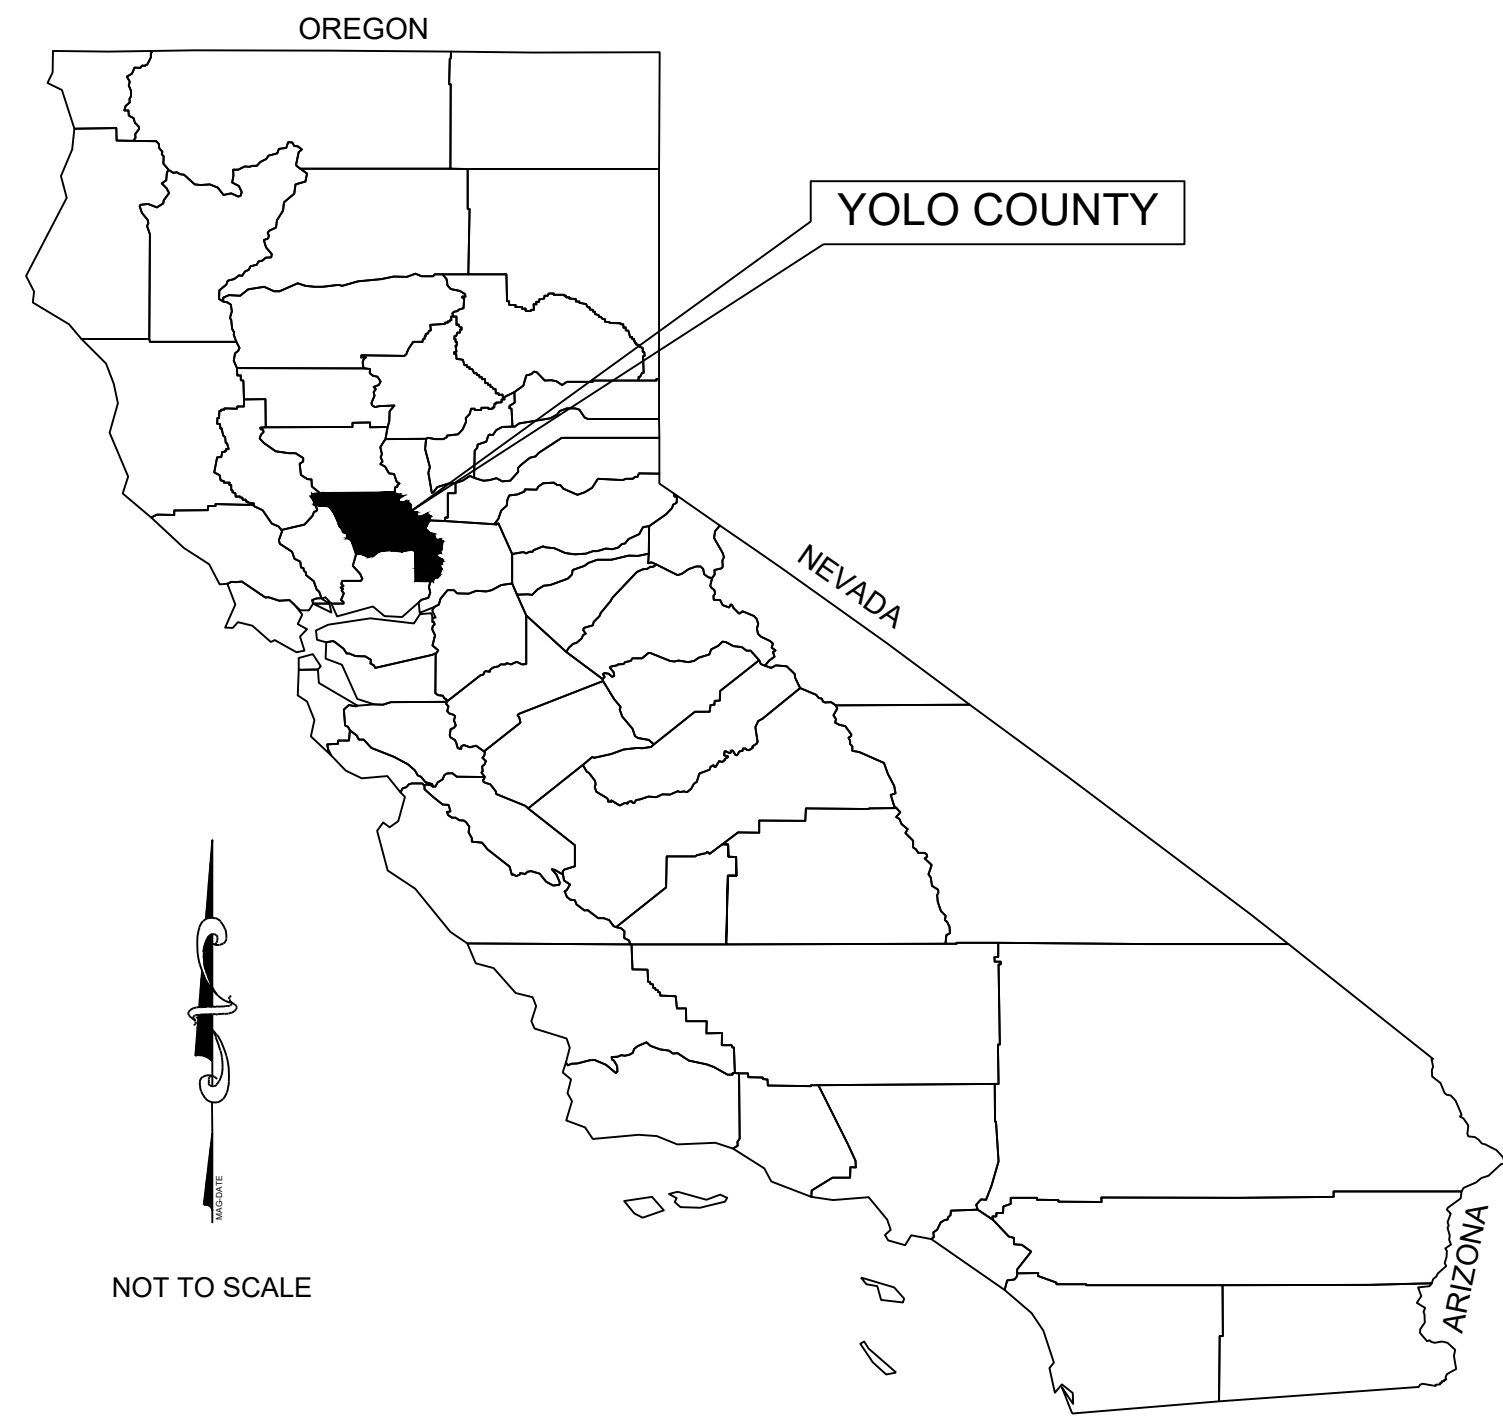 OREGON
YOLO COUNTY
NEVADA
MAG-DATE
ARIZONA
NOT TO SCALE